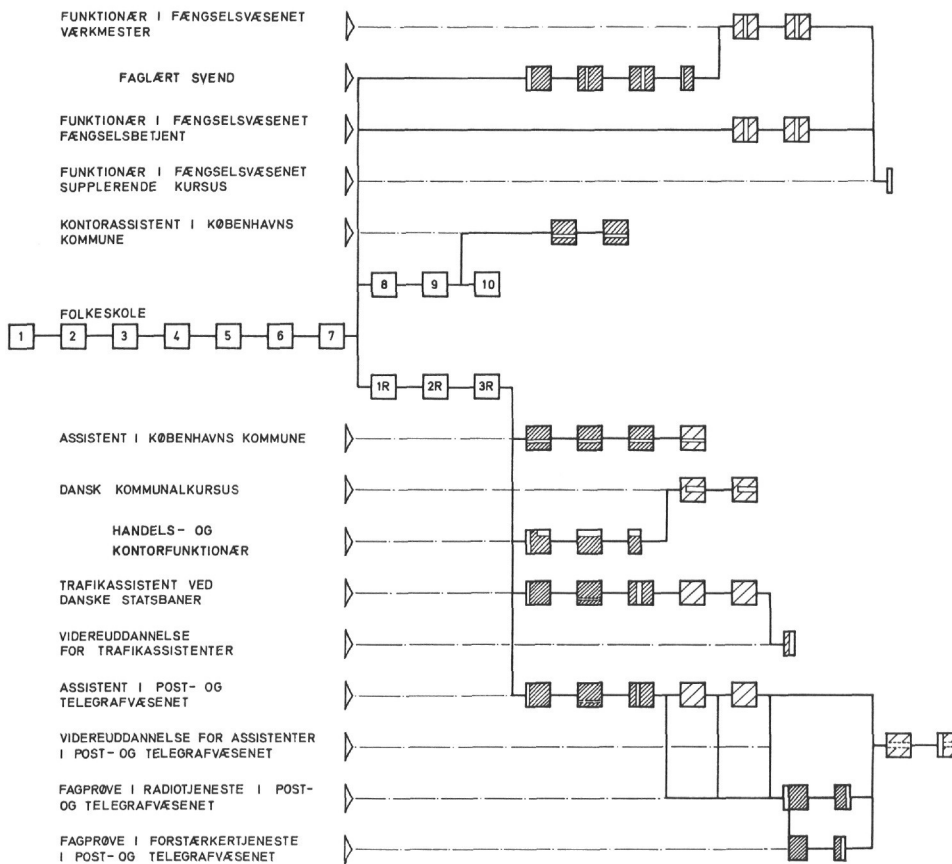 FUNKTIONÆR I FÆNGSELSVÆSENET
VÆRKMESTER
FAGLÆRT SVEND
FUNKTIONÆR I FÆNGSELSVÆSENET
FÆNGSELSBETJENT
FUNKTIONÆR I FÆNGSELSVÆSENET
SUPPLERENDE KURSUS
KONTORASSISTENT I KØBENHAVNS
KOMMUNE
8 9 10
FOLKESKOLE
1 2 3 4 5 6 7
1R 2R 3R
ASSISTENT I KØBENHAVNS KOMMUNE
DANSK KOMMUNALKURSUS
HANDELS- OG
KONTORFUNKTIONÆR
TRAFIKASSISTENT VED
DANSKE STATSBANER
VIDEREUDDANNELSE
FOR TRAFIKASSISTENTER
ASSISTENT I POST- OG
TELEGRAFVÆSENET
VIDEREUDDANNELSE FOR ASSISTENTER
I POST- OG TELEGRAFVÆSENET
FAGPRØVE I RADIOTJENESTE I POST-
OG TELEGRAFVÆSENET
FAGPRØVE I FORSTÆRKERTJENESTE
I POST- OG TELEGRAFVÆSENET